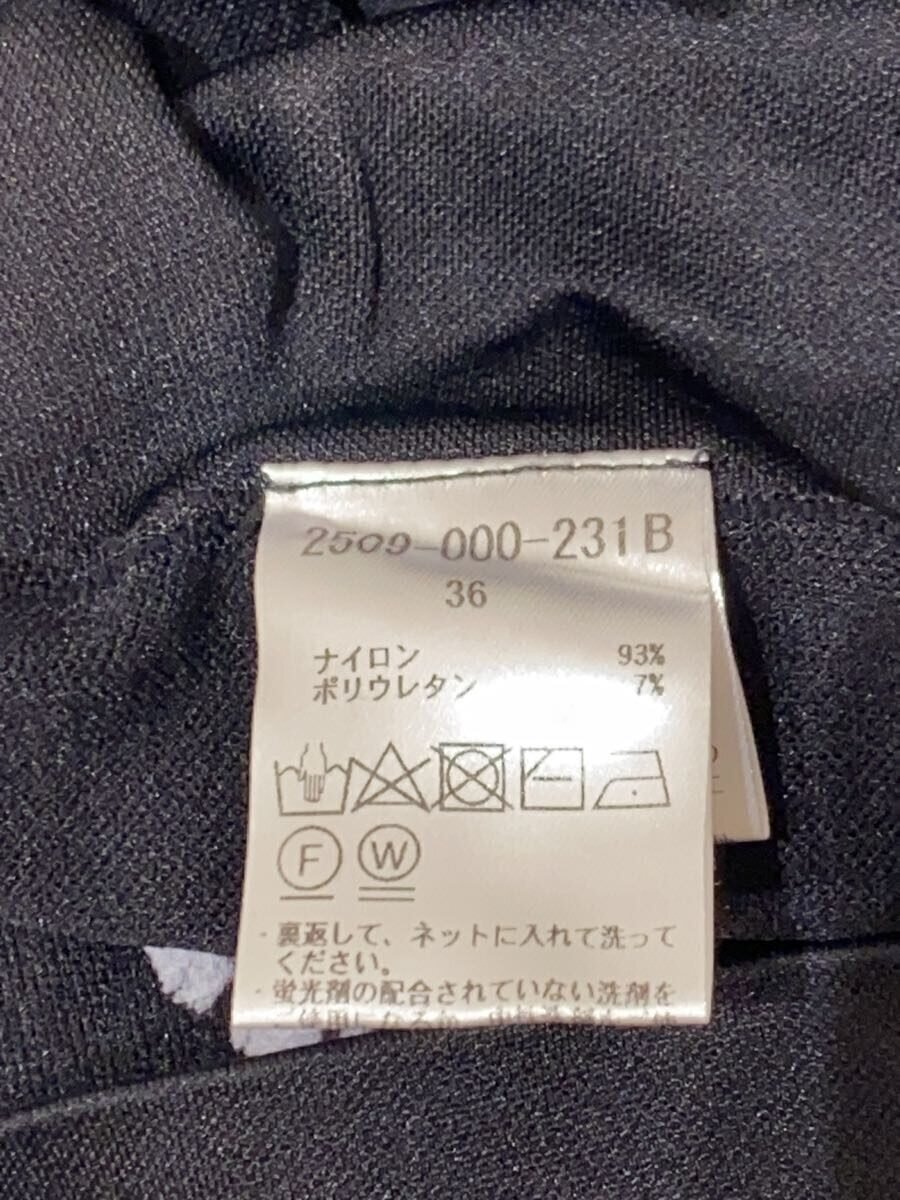 2509-000-231B
36
ナイロン 93%
ポリウレタン 7%
F W
・裏返して、ネットに入れて洗って
ください。
・蛍光剤の配合されていない洗剤を